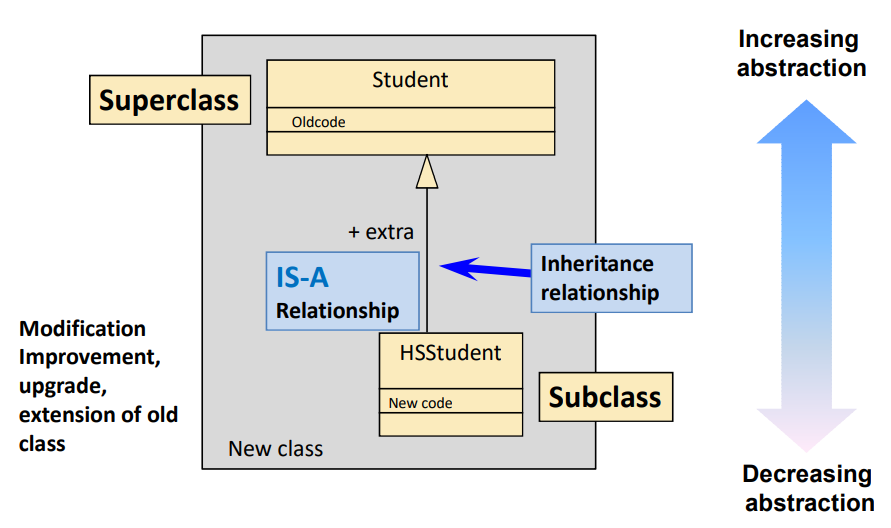 Increasing
abstraction
Superclass
Student
Oldcode
+ extra
IS-A
Relationship
Inheritance
relationship
Modification
Improvement,
upgrade,
extension of old
class
HSStudent
New code
Subclass
New class
Decreasing
abstraction